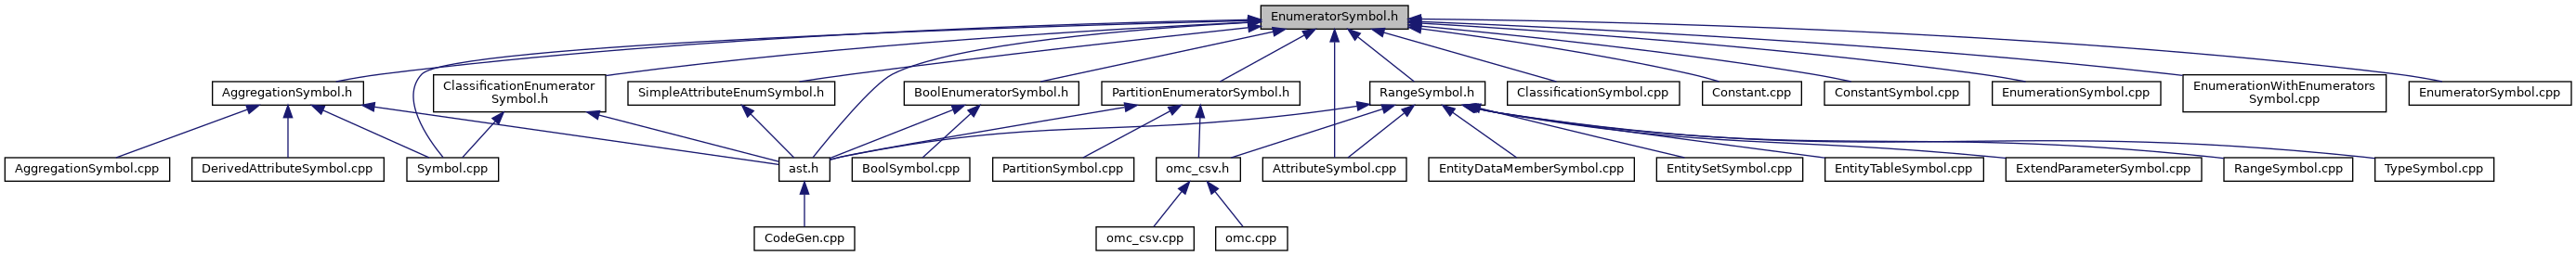 EnumeratorSymbol.h
AggregationSymbol.h
ClassificationEnumerator
Symbol.h
SimpleAttributeEnumSymbol.h
BoolEnumeratorSymbol.h
PartitionEnumeratorSymbol.h
RangeSymbol.h
ClassificationSymbol.cpp
Constant.cpp
ConstantSymbol.cpp
EnumerationSymbol.cpp
EnumerationWithEnumerators
Symbol.cpp
EnumeratorSymbol.cpp
AggregationSymbol.cpp
DerivedAttributeSymbol.cpp
Symbol.cpp
ast.h
BoolSymbol.cpp
PartitionSymbol.cpp
omc_csv.h
AttributeSymbol.cpp
EntityDataMemberSymbol.cpp
EntitySetSymbol.cpp
EntityTableSymbol.cpp
ExtendParameterSymbol.cpp
RangeSymbol.cpp
TypeSymbol.cpp
CodeGen.cpp
omc_csv.cpp
omc.cpp